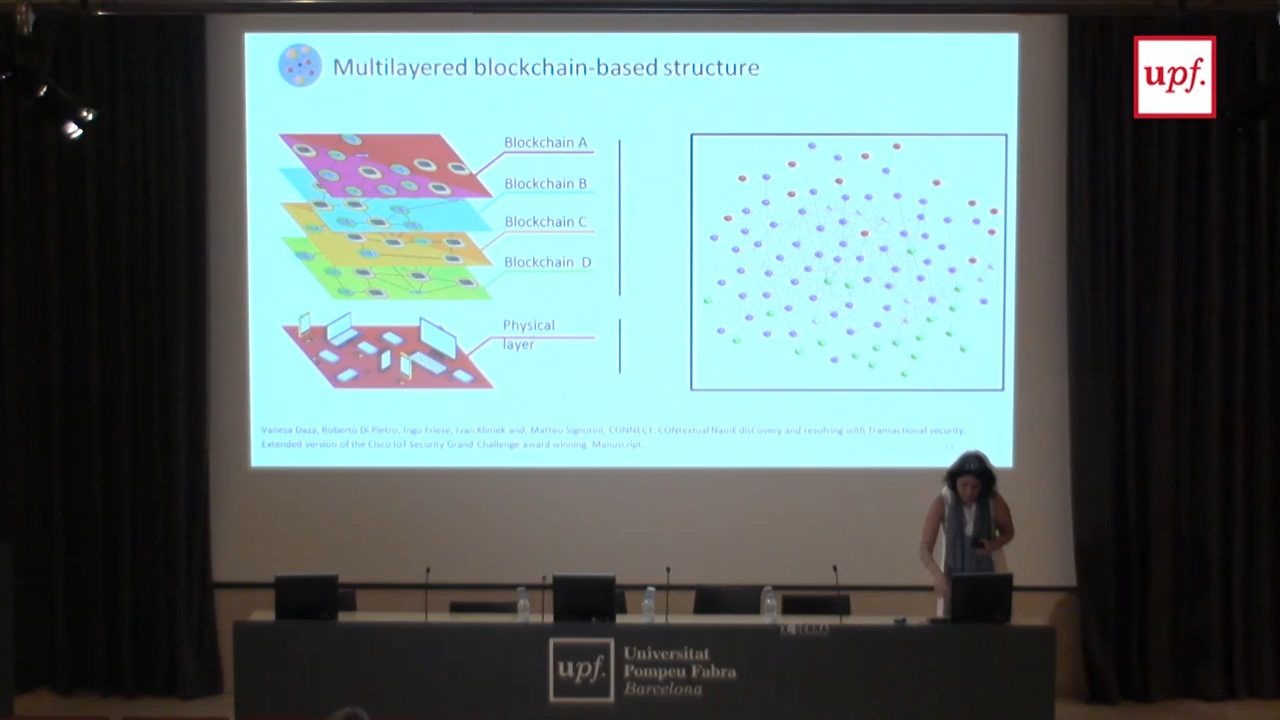 Multilayered blockchain-based structure
upf.
Blockchain A
Blockchain B
Blockchain C
Blockchain D
Physical
layer
Vanesa Daza, Roberto Di Pietro, Ingo Friese, Ivan Klimek and, Matteo Signorini, CONNECT: CONtextual NamE disCovery and resolving with Transactional security.
Extended version of the Cisco IoT Security Grand Challenge award winning. Manuscript.
X. SERRA
upf.
Universitat
Pompeu Fabra
Barcelona